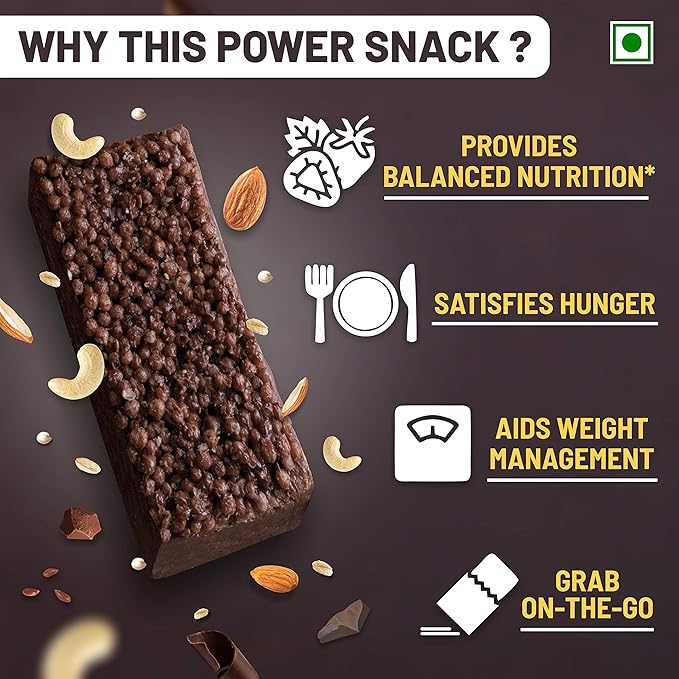 WHY THIS POWER SNACK ?
PROVIDES
BALANCED NUTRITION*
SATISFIES HUNGER
AIDS WEIGHT
MANAGEMENT
GRAB
ON-THE-GO